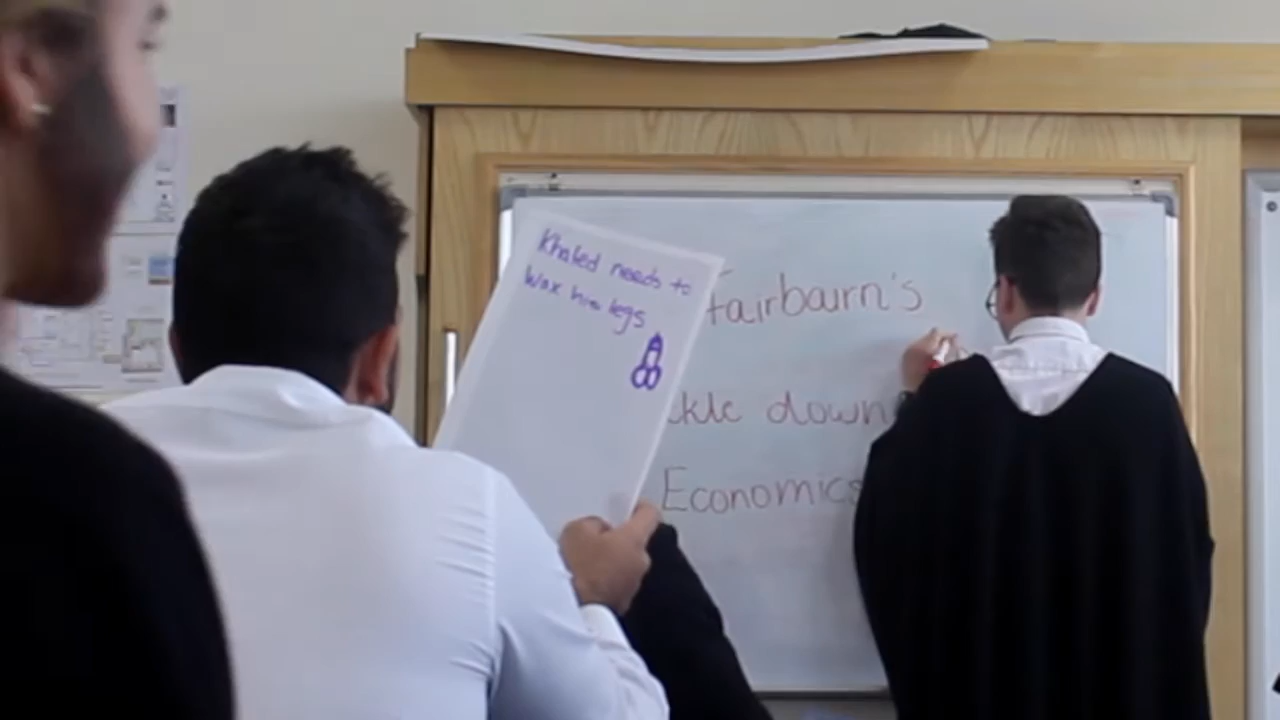 Khaled needs to
Wax his legs
Fairbairn's
ckle down
Economics